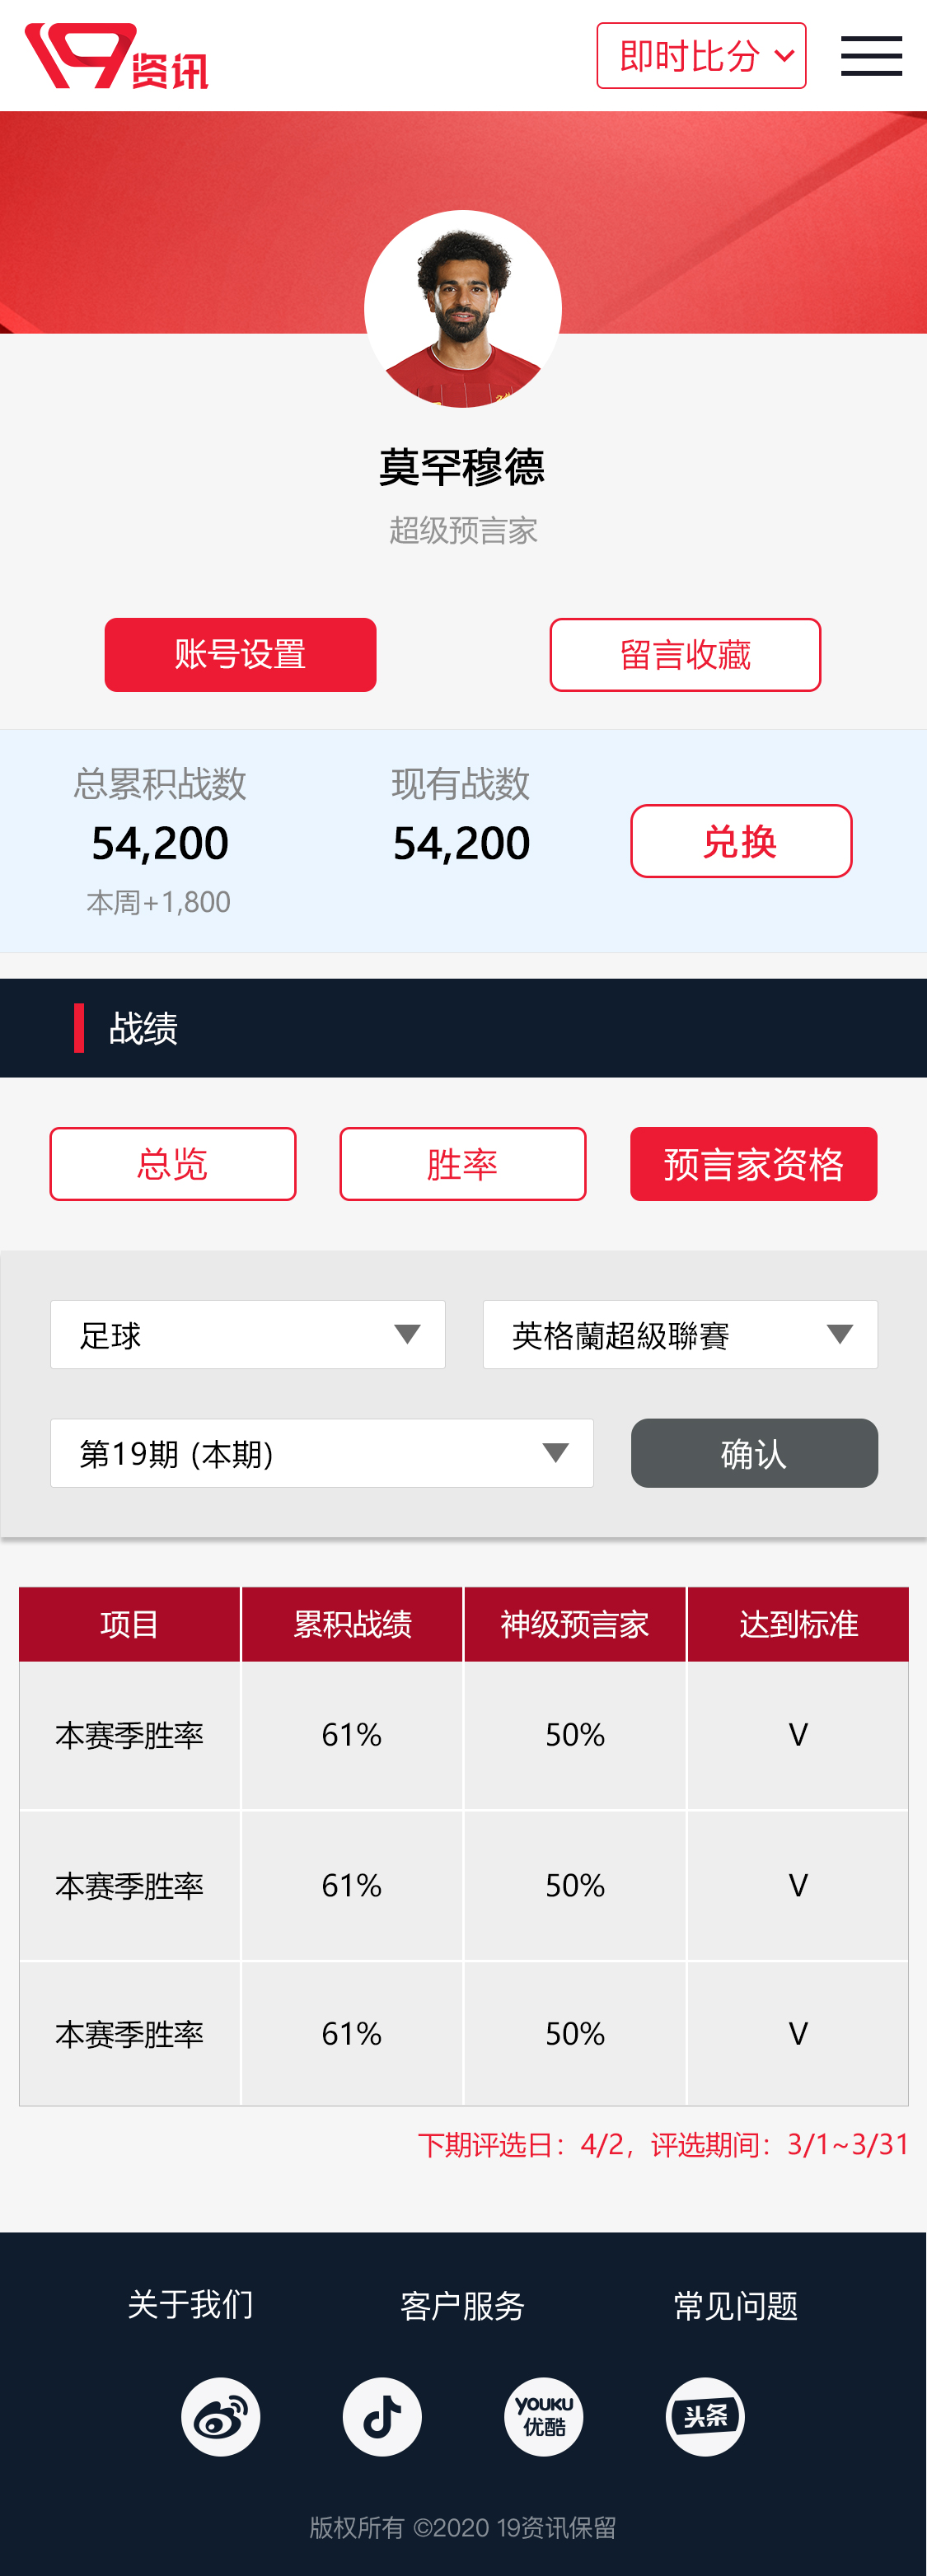 19资讯
即时比分
莫罕穆德
超级预言家
账号设置
留言收藏
总累积战数
现有战数
54,200
54,200
兑换
本周+1,800
战绩
总览
胜率
预言家资格
足球
英格蘭超級聯賽
第19期 (本期)
确认
项目
累积战绩
神级预言家
达到标准
本赛季胜率
61%
50%
V
本赛季胜率
61%
50%
V
本赛季胜率
61%
50%
V
下期评选日：4/2，评选期间：3/1~3/31
关于我们
客户服务
常见问题
YOUKU
优酷
头条
版权所有 ©2020 19资讯保留